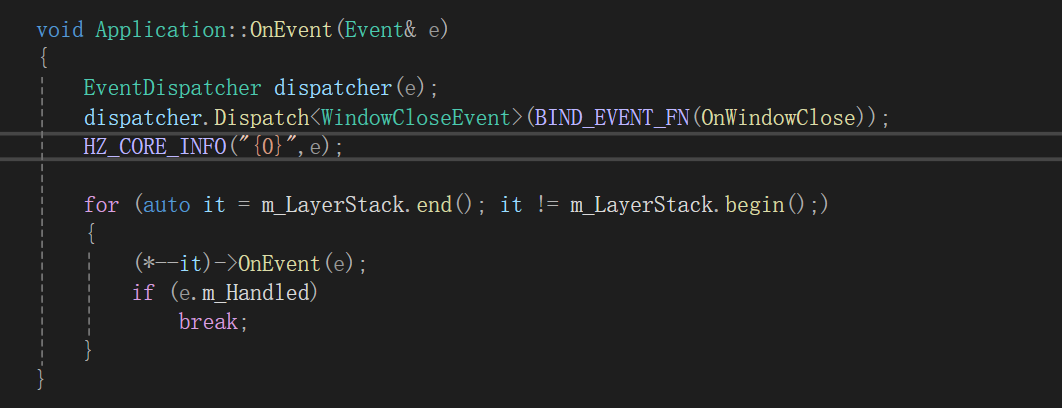 void Application::OnEvent(Event& e)
{
EventDispatcher dispatcher(e);
dispatcher.Dispatch<WindowCloseEvent>(BIND_EVENT_FN(OnWindowClose));
HZ_CORE_INFO("{0}",e);
for (auto it = m_LayerStack.end(); it != m_LayerStack.begin();)
{
(*--it)->OnEvent(e);
if (e.m_Handled)
break;
}
}